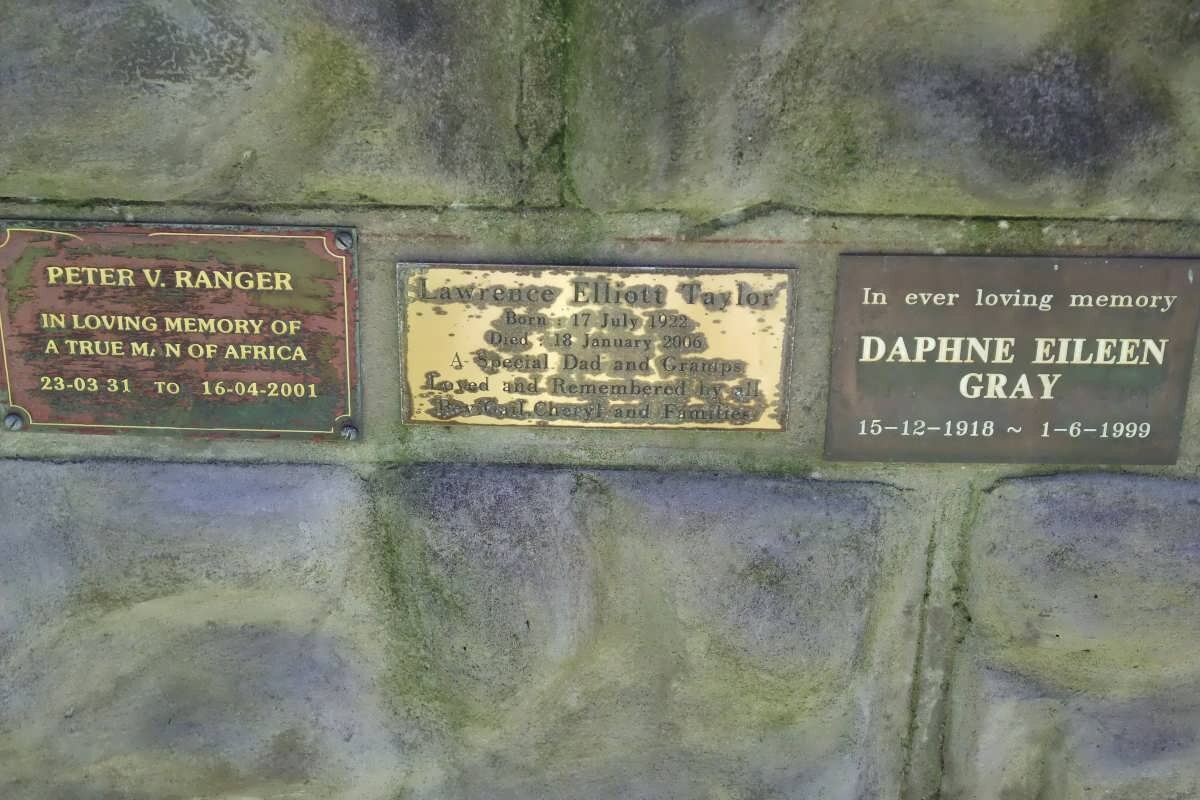 PETER V. RANGER
IN LOVING MEMORY OF
A TRUE MAN OF AFRICA
23-03 31 TO 16-04-2001
Lawrence Elliott Taylor
Born : 17 July 1922
Died : 18 January 2006
A Special Dad and Gramps
Loved and Remembered by all
Bev, Gail, Cheryl and Families
In ever loving memory
DAPHNE EILEEN
GRAY
15-12-1918 ~ 1-6-1999